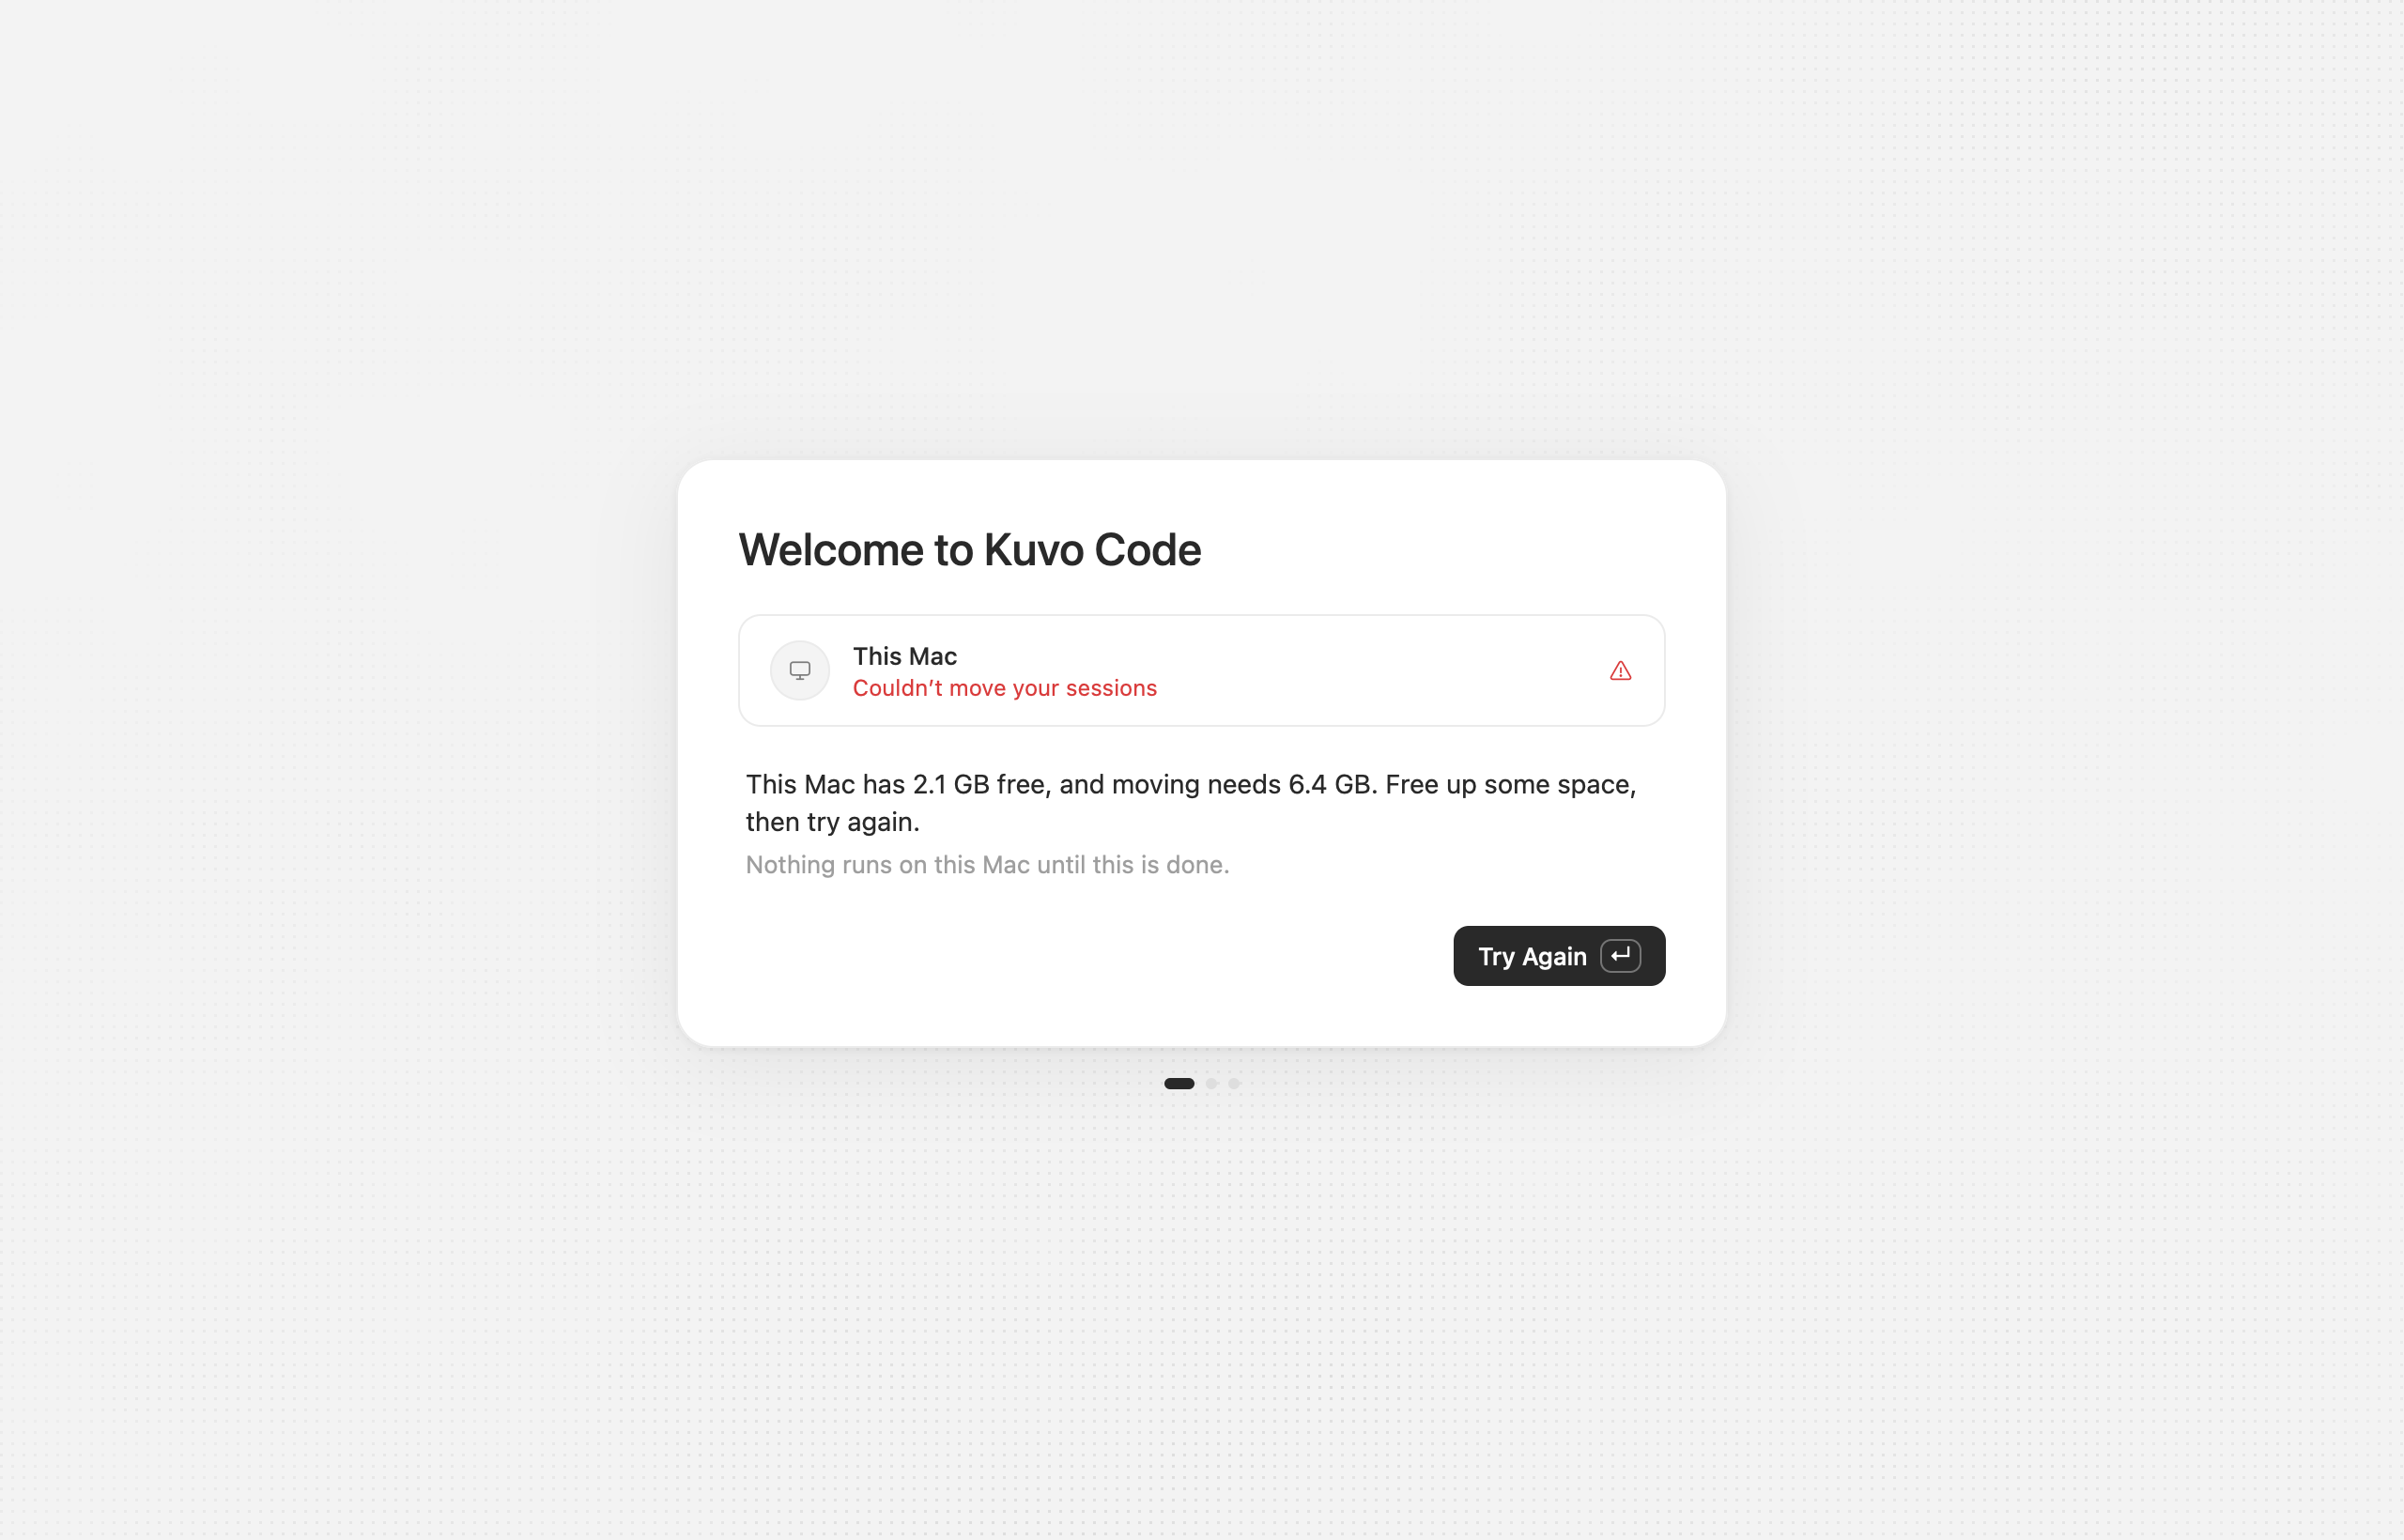 Welcome to Kuvo Code
This Mac
Couldn’t move your sessions
This Mac has 2.1 GB free, and moving needs 6.4 GB. Free up some space,
then try again.
Nothing runs on this Mac until this is done.
Try Again